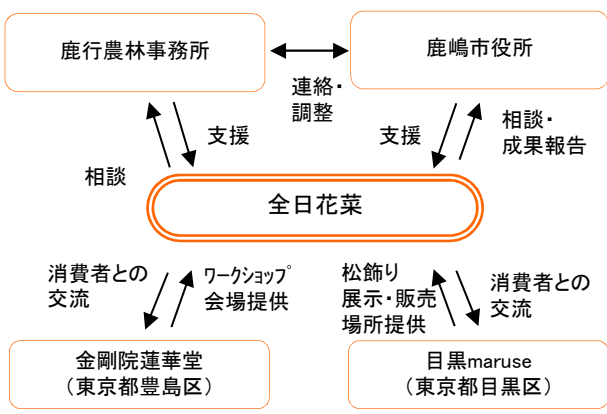 鹿行農林事務所
鹿嶋市役所
連絡・
調整
支援
相談
支援
相談・
成果報告
全日花菜
消費者との
交流
ﾜｰｸｼｮｯﾌﾟ
会場提供
松飾り
展示・販売
場所提供
消費者との
交流
金剛院蓮華堂
（東京都豊島区）
目黒maruse
（東京都目黒区）